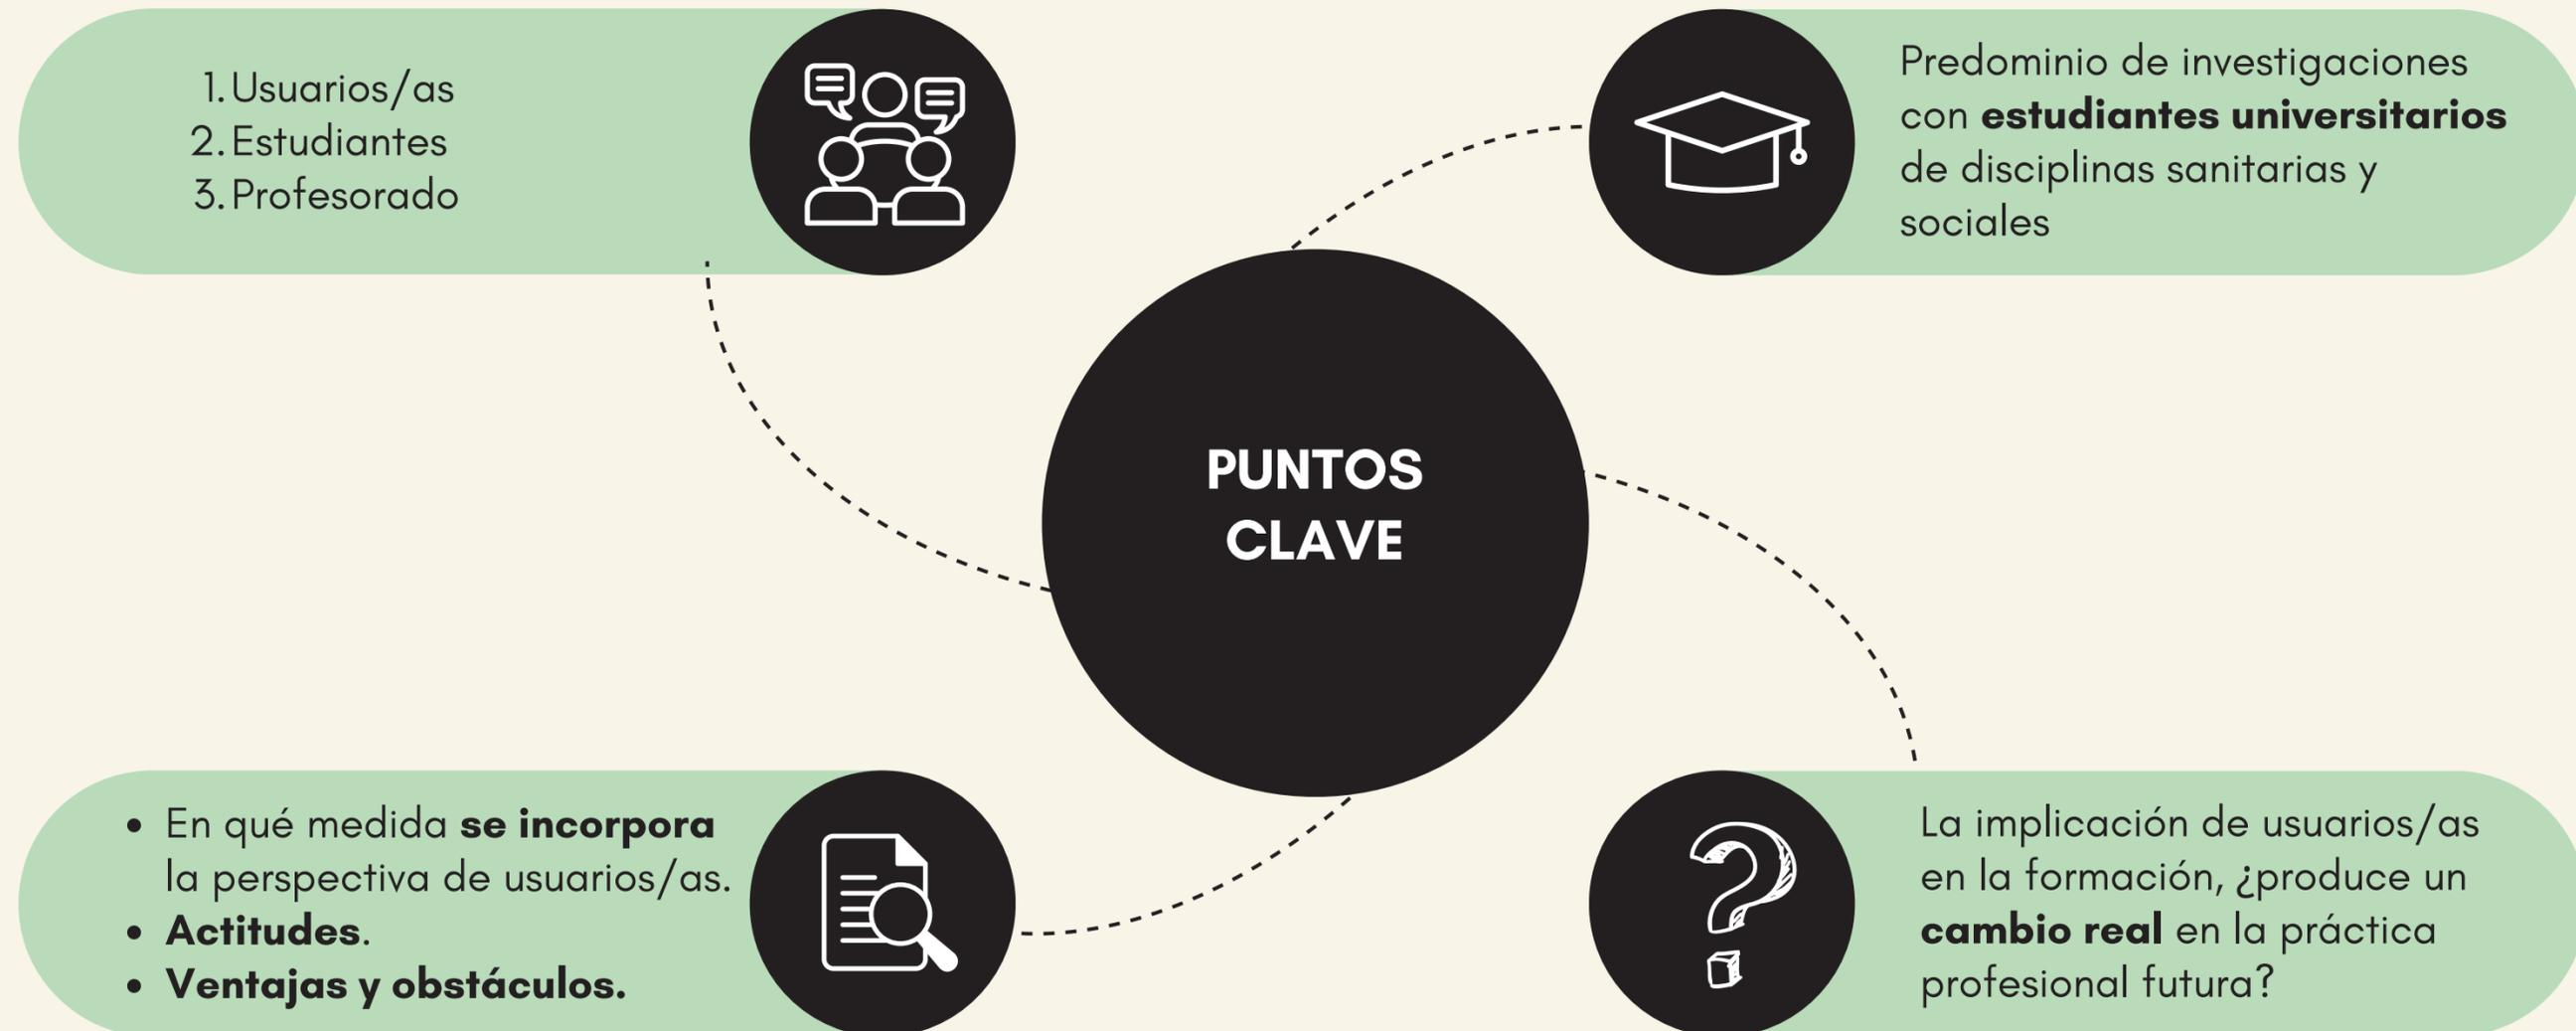 1. Usuarios/as
2. Estudiantes
3. Profesorado
Predominio de investigaciones
con estudiantes universitarios
de disciplinas sanitarias y
sociales
PUNTOS
CLAVE
• En qué medida se incorpora
la perspectiva de usuarios/as.
• Actitudes.
• Ventajas y obstáculos.
La implicación de usuarios/as
en la formación, ¿produce un
cambio real en la práctica
profesional futura?